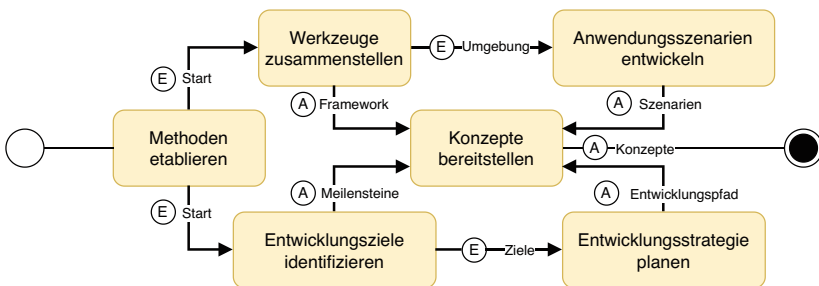 Werkzeuge
zusammenstellen
E
Umgebung
Anwendungsszenarien
entwickeln
E
Start
A
Framework
A
Szenarien
Methoden
etablieren
Konzepte
bereitstellen
A
Konzepte
E
Start
A
Meilensteine
A
Entwicklungspfad
Entwicklungsziele
identifizieren
E
Ziele
Entwicklungsstrategie
planen